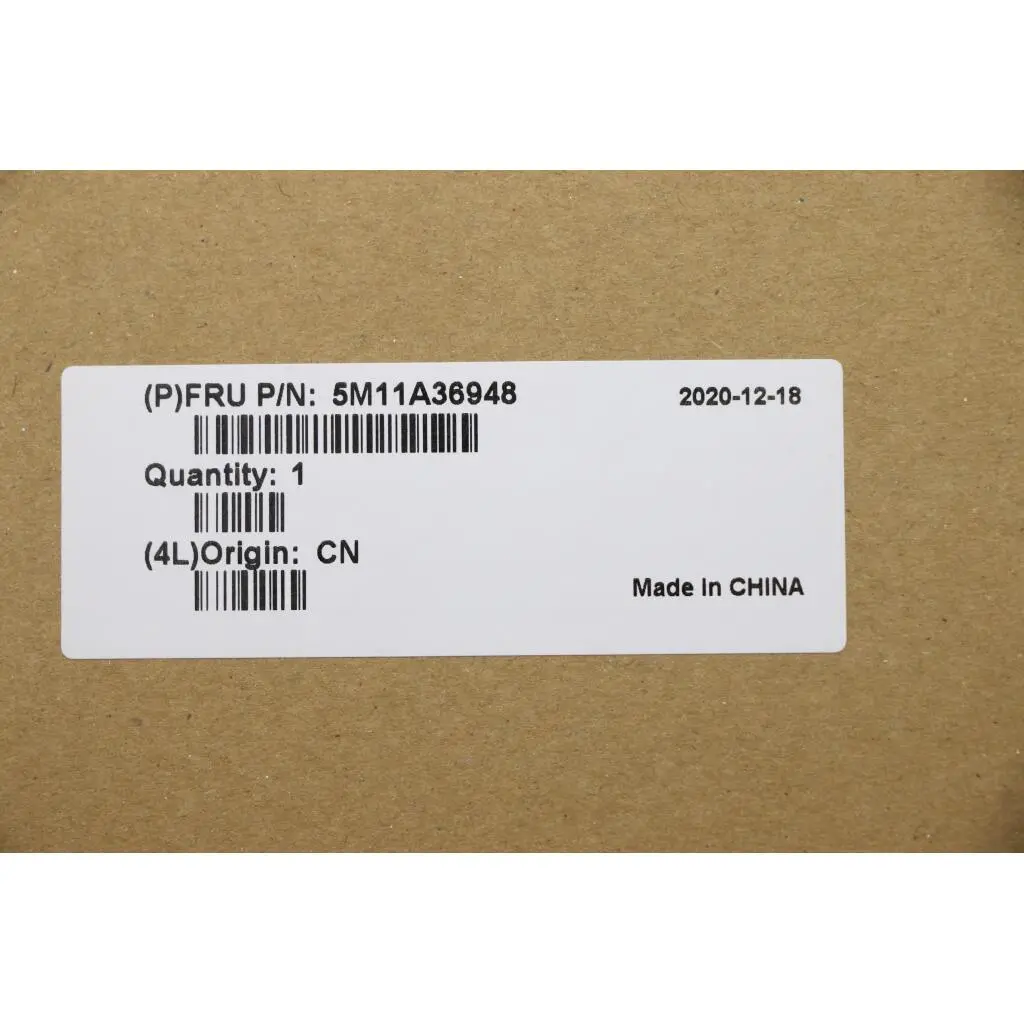 (P)FRU P/N: 5M11A36948 2020-12-18
Quantity: 1
(4L)Origin: CN
Made In CHINA